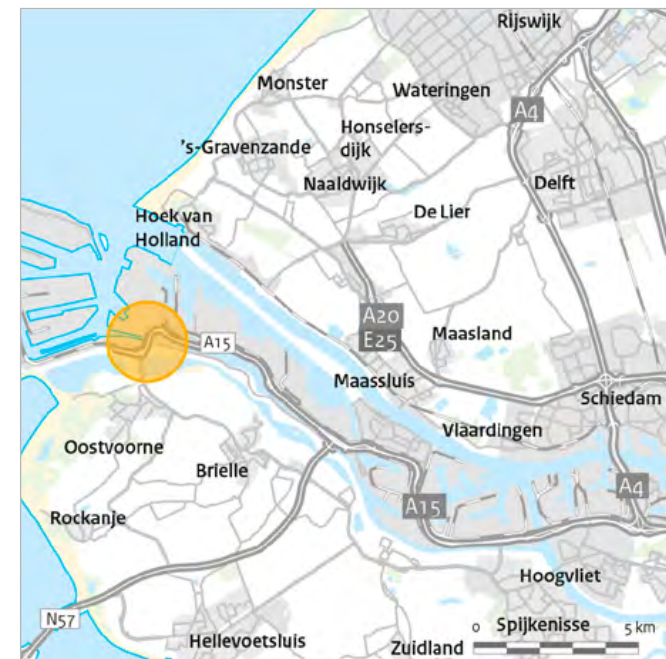 Rijswijk
Monster
Wateringen
A4
Honselers-
dijk
's-Gravenzande
Naaldwijk
Delft
De Lier
Hoek van
Holland
A20
E25
A15
Maasland
Maassluis
Schiedam
Vlaardingen
Oostvoorne
Brielle
A4
A15
Rockanje
Hoogvliet
N57
0 Spijkenisse 5 km
Hellevoetsluis
Zuidland